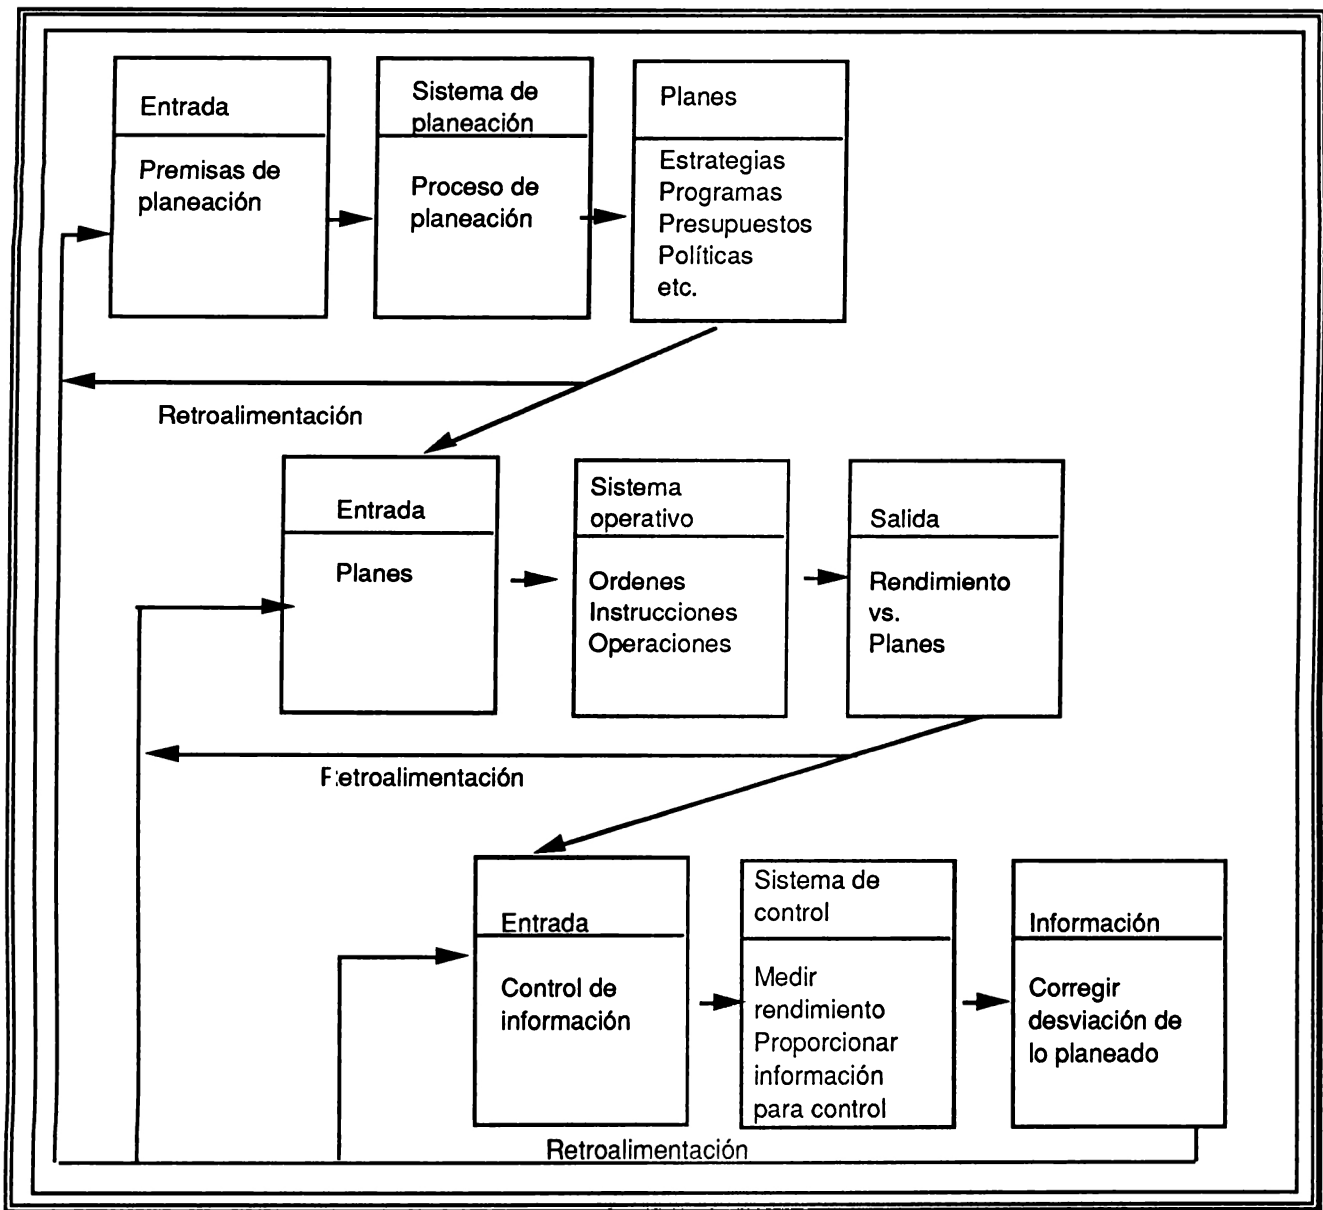 Entrada
Premisas de
planeación
Sistema de
planeación
Proceso de
planeación
Planes
Estrategias
Programas
Presupuestos
Políticas
etc.
Retroalimentación
Entrada
Planes
Sistema
operativo
Ordenes
Instrucciones
Operaciones
Salida
Rendimiento
vs.
Planes
Retroalimentación
Entrada
Control de
información
Sistema de
control
Medir
rendimiento
Proporcionar
información
para control
Información
Corregir
desviación de
lo planeado
Retroalimentación